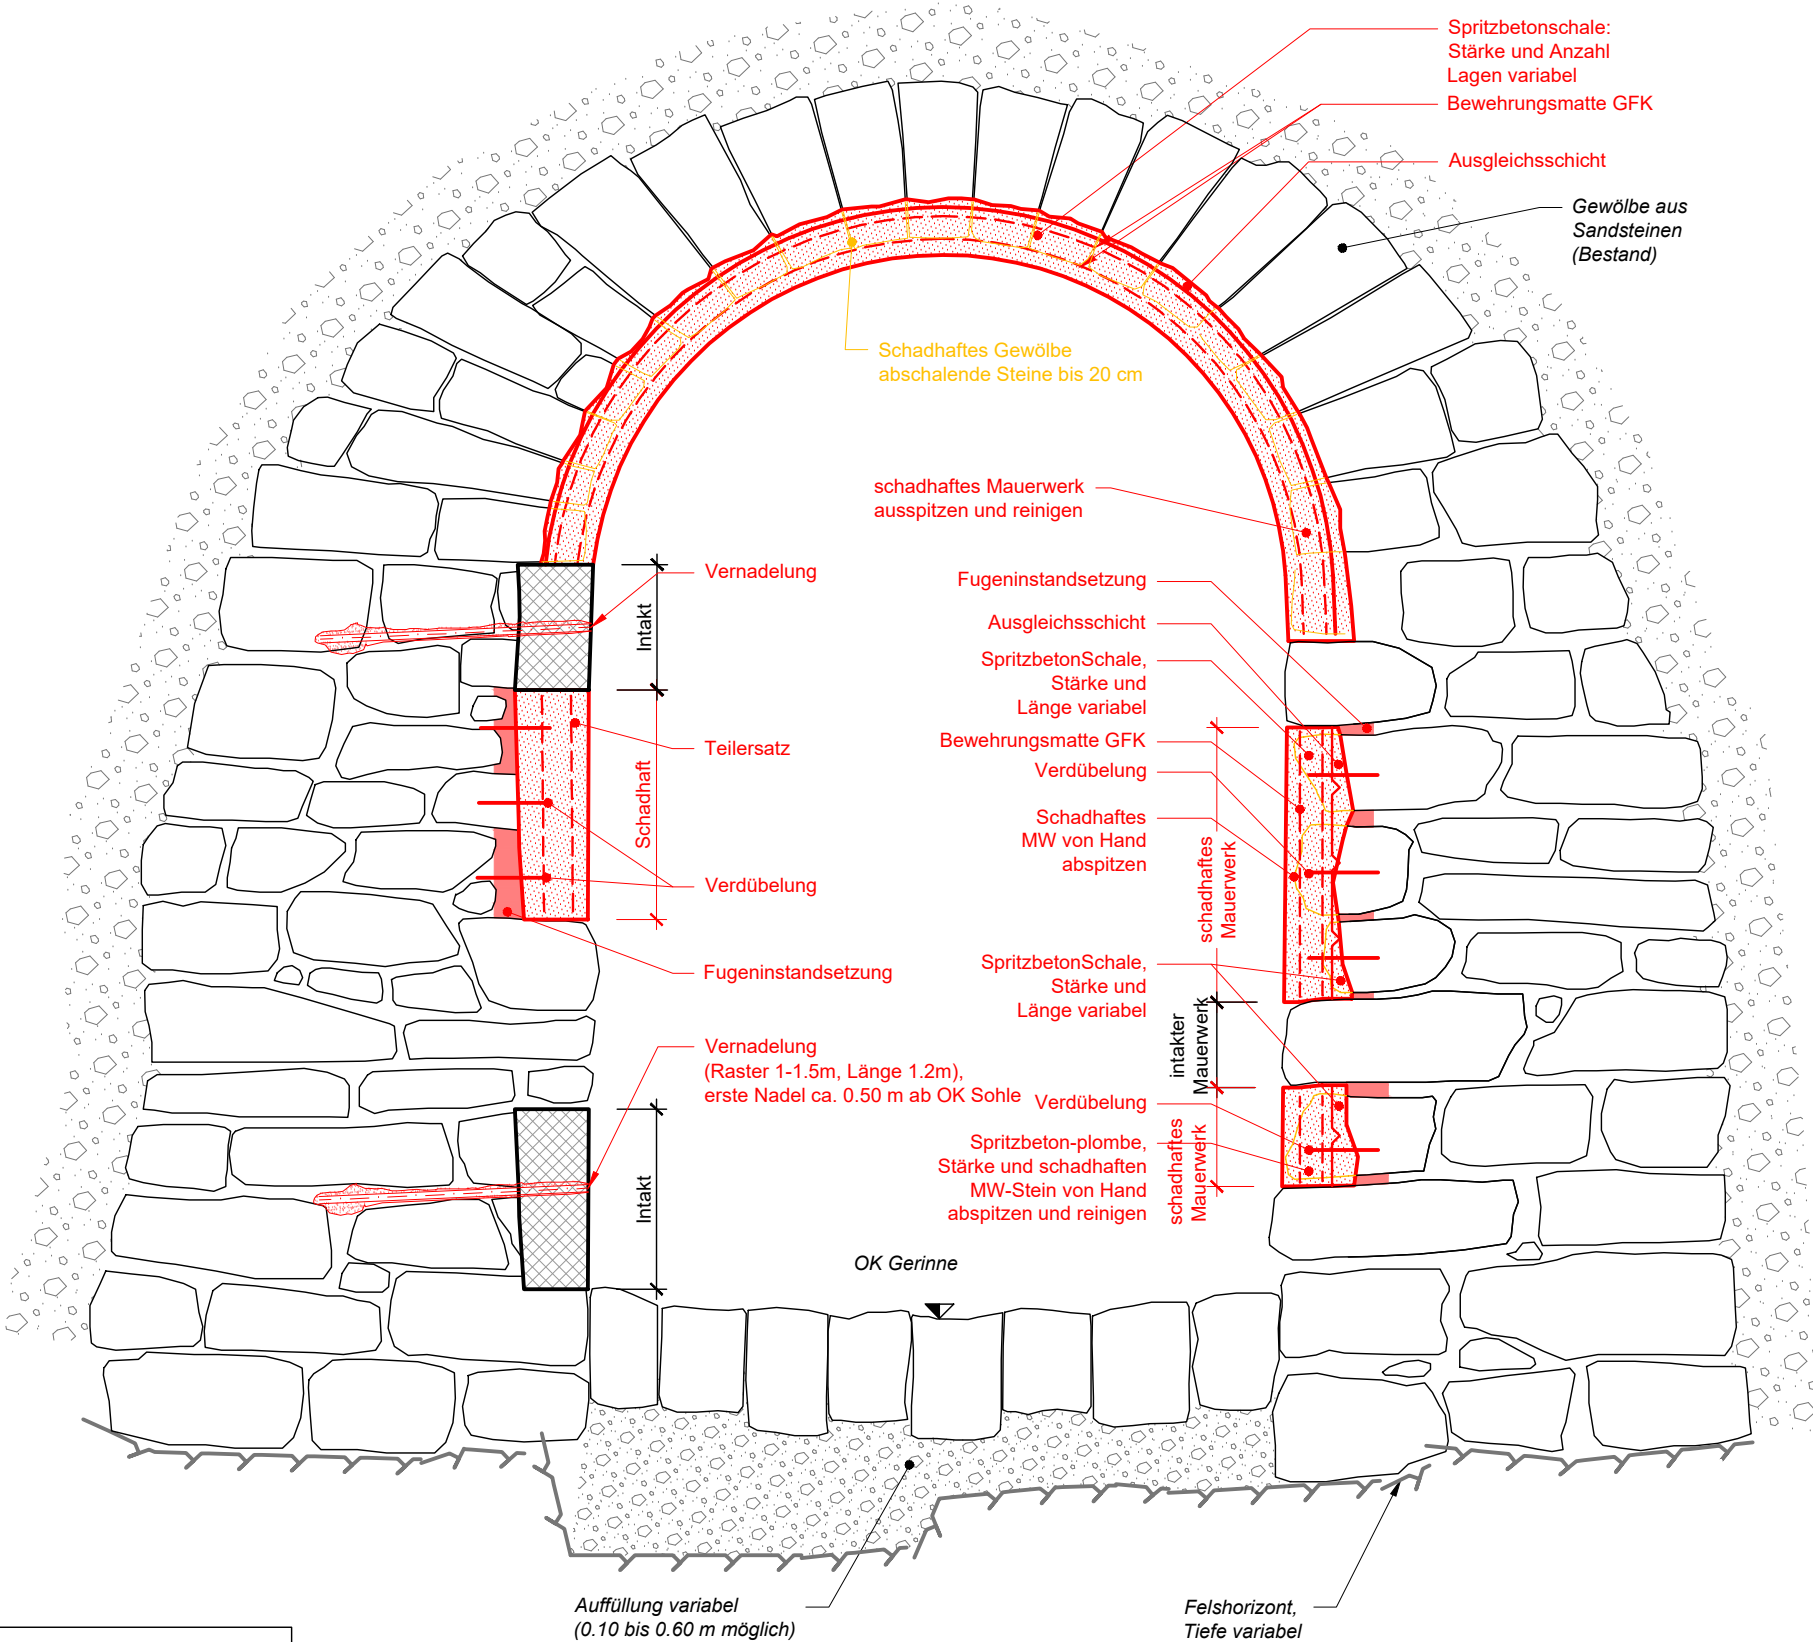 Spritzbetonschale:
Stärke und Anzahl
Lagen variabel
Bewehrungsmatte GFK
Ausgleichsschicht
Gewölbe aus
Sandsteinen
(Bestand)
Schadhaftes Gewölbe
abschalende Steine bis 20 cm
schadhaftes Mauerwerk
ausspitzen und reinigen
Vernadelung
Intakt
Teilersatz
Schadhaft
Verdübelung
Fugeninstandsetzung
Vernadelung
(Raster 1-1.5m, Länge 1.2m),
erste Nadel ca. 0.50 m ab OK Sohle
Intakt
Fugeninstandsetzung
Ausgleichsschicht
SpritzbetonSchale,
Stärke und
Länge variabel
Bewehrungsmatte GFK
Verdübelung
Schadhaftes
MW von Hand
abspitzen
schadhaftes
Mauerwerk
SpritzbetonSchale,
Stärke und
Länge variabel
intakter
Mauerwerk
Verdübelung
Spritzbeton-plombe,
Stärke und schadhaften
MW-Stein von Hand
abspitzen und reinigen
schadhaftes
Mauerwerk
OK Gerinne
Auffüllung variabel
(0.10 bis 0.60 m möglich)
Felshorizont,
Tiefe variabel